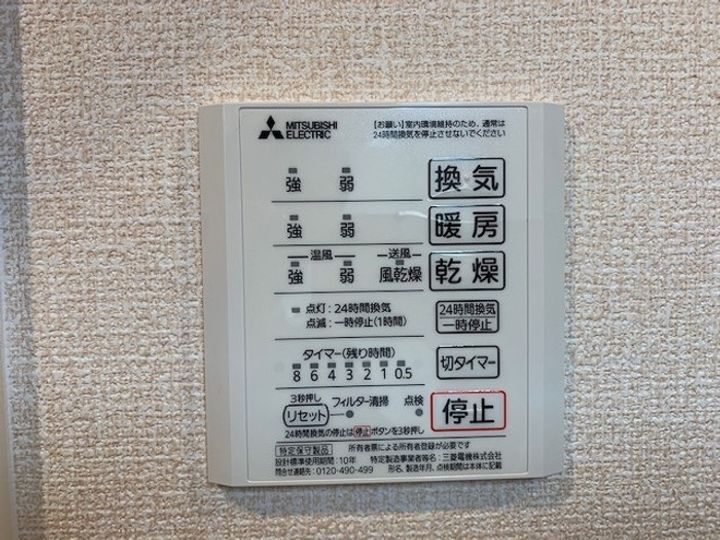 MITSUBISHI
ELECTRIC
【お願い】室内環境維持のため、通常は
24時間換気を停止させないでください
強 弱 換気
強 弱 暖房
温風 送風
強 弱 風乾燥 乾燥
点灯:24時間換気
点滅:一時停止(1時間)
24時間換気
一時停止
タイマー(残り時間)
8 6 4 3 2 1 0.5
切タイマー
3秒押し
リセット フィルター清掃 点検
停止
24時間換気の停止は停止ボタンを3秒押し
特定保守製品 所有者票による所有者登録が必要です
設計標準使用期間:10年 特定製造事業者等名:三菱電機株式会社
問合せ連絡先:0120-490-499 形名、製造年月、点検期間は本体に記載